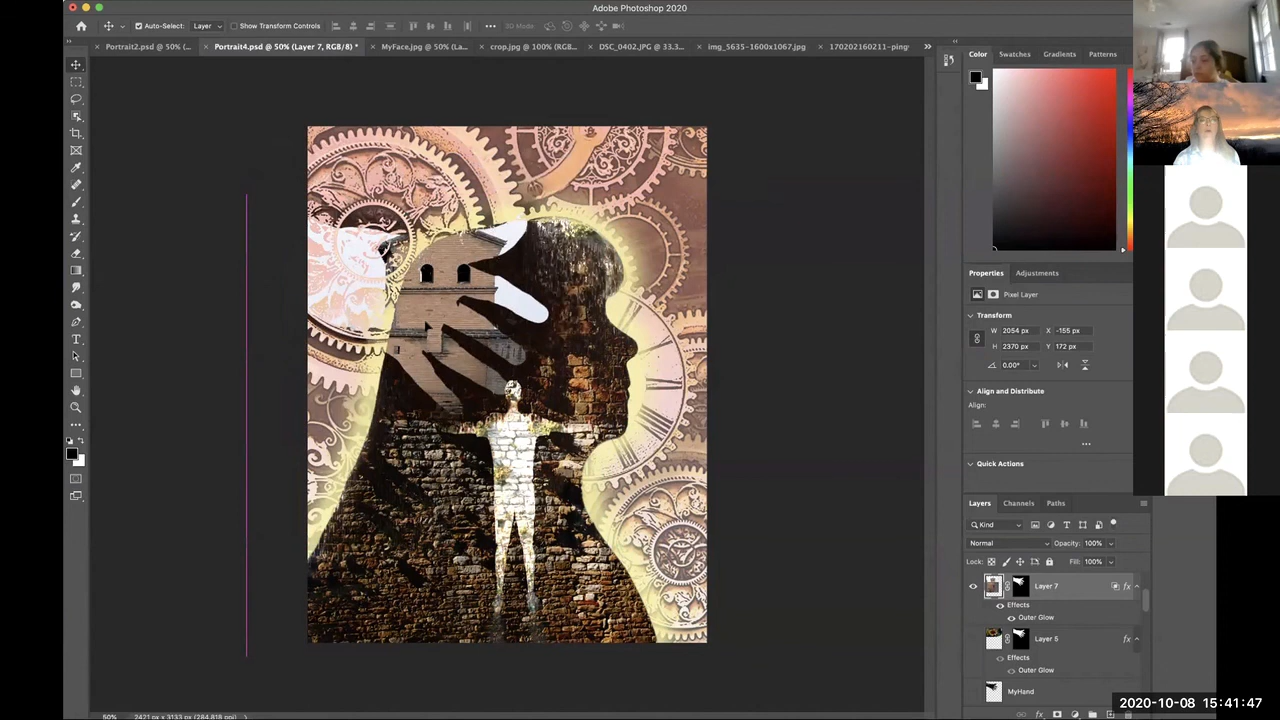 Adobe Photoshop 2020
Auto-Select: Layer Show Transform Controls 3D Mode:
Portrait2.psd @ 50% (... Portrait4.psd @ 50% (Layer 7, RGB/8) * MyFace.jpg @ 50% (La... crop.jpg @ 100% (RGB... DSC_0402.JPG @ 33.3... img_5635-1600x1067.jpg 170202160211-ping
Color Swatches Gradients Patterns
Properties Adjustments
Pixel Layer
Transform
W 2054 px X -155 px
H 2370 px Y 172 px
0.00°
Align and Distribute
Align:
Quick Actions
Layers Channels Paths
Kind
Normal Opacity: 100%
Lock: Fill: 100%
Layer 7 fx
Effects
Outer Glow
Layer 5 fx
Effects
Outer Glow
MyHand
2020-10-08 15:41:47
50% 2421 px x 3133 px (284.818 ppi)